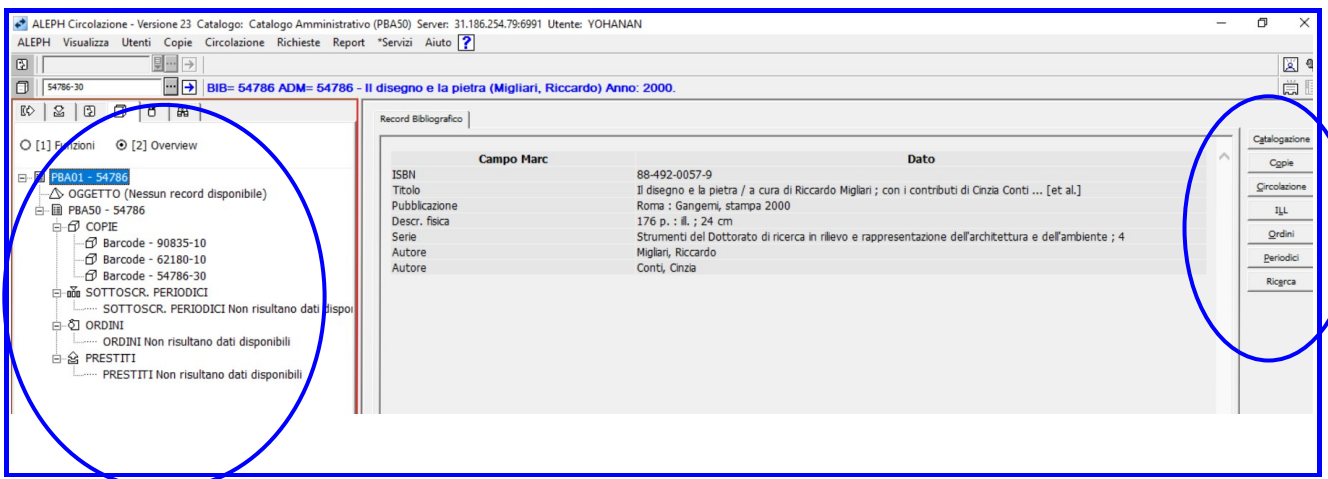 ALEPH Circolazione - Versione 23 Catalogo: Catalogo Amministrativo (PBA50) Server: 31.186.254.79:6991 Utente: YOHANAN
ALEPH Visualizza Utenti Copie Circolazione Richieste Report *Servizi Aiuto ?
54786-30 ... BIB= 54786 ADM= 54786 - Il disegno e la pietra (Migliari, Riccardo) Anno: 2000.
[1] Funzioni [2] Overview
PBA01 - 54786
OGGETTO (Nessun record disponibile)
PBA50 - 54786
COPIE
Barcode - 90835-10
Barcode - 62180-10
Barcode - 54786-30
SOTTOSCR. PERIODICI
SOTTOSCR. PERIODICI Non risultano dati dispoi
ORDINI
ORDINI Non risultano dati disponibili
PRESTITI
PRESTITI Non risultano dati disponibili
Record Bibliografico
Campo Marc Dato
ISBN 88-492-0057-9
Titolo Il disegno e la pietra / a cura di Riccardo Migliari ; con i contributi di Cinzia Conti ... [et al.]
Pubblicazione Roma : Gangemi, stampa 2000
Descr. fisica 176 p. : ill. ; 24 cm
Serie Strumenti del Dottorato di ricerca in rilievo e rappresentazione dell'architettura e dell'ambiente ; 4
Autore Migliari, Riccardo
Autore Conti, Cinzia
Catalogazione
Copie
Circolazione
ILL
Ordini
Periodici
Ricerca